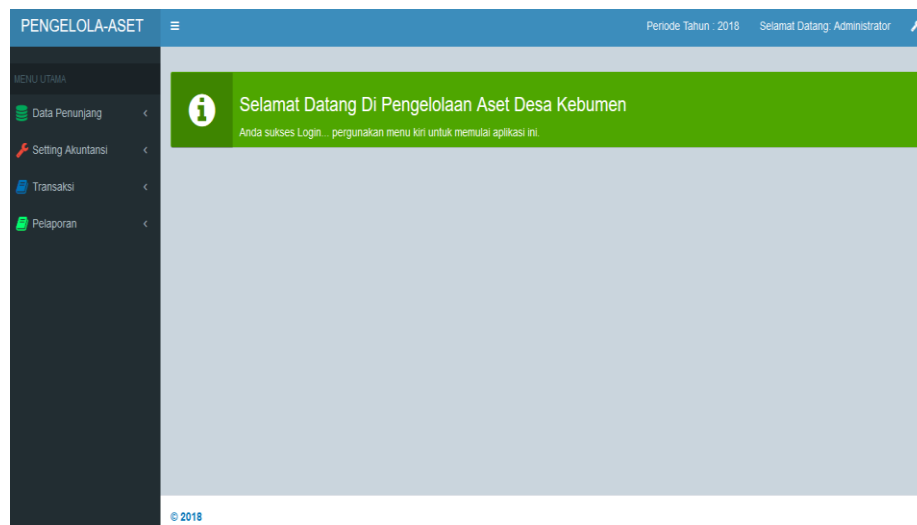 PENGELOLA-ASET
Periode Tahun : 2018 Selamat Datang: Administrator
MENU UTAMA
Data Penunjang
Setting Akuntansi
Transaksi
Pelaporan
Selamat Datang Di Pengelolaan Aset Desa Kebumen
Anda sukses Login... pergunakan menu kiri untuk memulai aplikasi ini.
© 2018